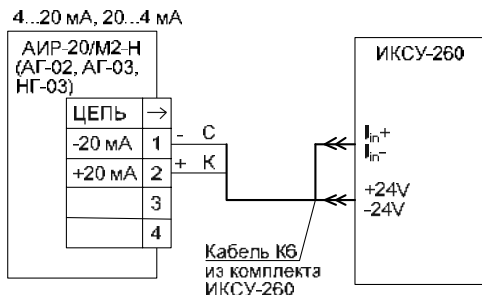 4...20 мА, 20...4 мА
АИР-20/М2-Н
(АГ-02, АГ-03,
НГ-03)
ЦЕПЬ →
-20 мА 1 - С
+20 мА 2 + К
3
4
ИКСУ-260
Iin+
Iin-
+24V
-24V
Кабель К6
из комплекта
ИКСУ-260